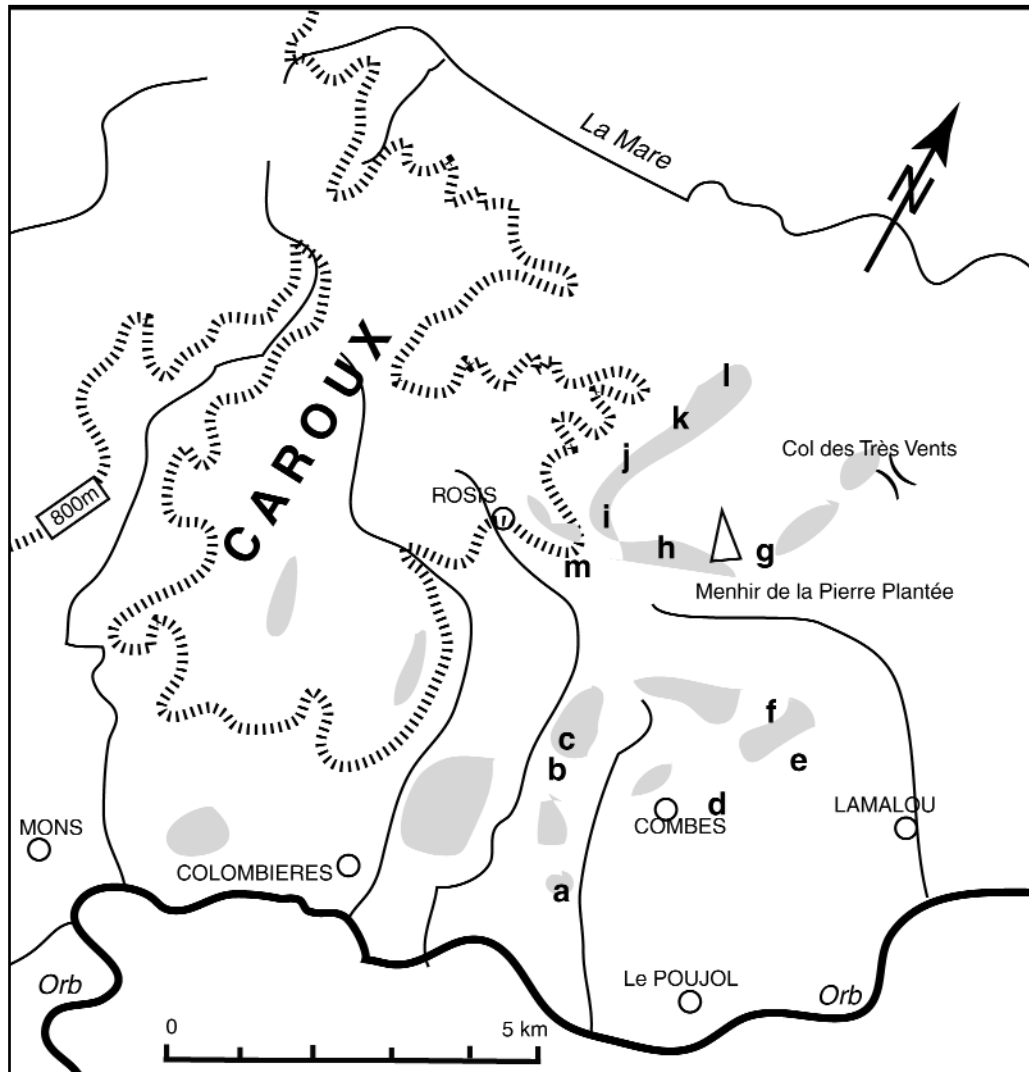 La Mare
N
CAROUX
l
k
Col des Très Vents
j
ROSIS
800m
i
h
g
m
Menhir de la Pierre Plantée
f
c
e
b
d
LAMALOU
COMBES
MONS
COLOMBIERES
a
Le POUJOL
Orb
Orb
0
5 km